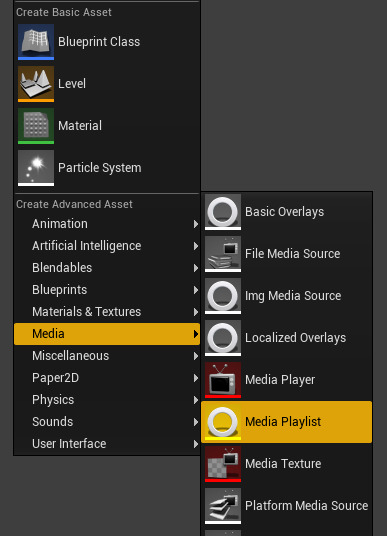 Create Basic Asset
Blueprint Class
Level
Material
Particle System
Create Advanced Asset
Animation
Artificial Intelligence
Blendables
Blueprints
Materials & Textures
Media
Miscellaneous
Paper2D
Physics
Sounds
User Interface
Basic Overlays
File Media Source
Img Media Source
Localized Overlays
Media Player
Media Playlist
Media Texture
Platform Media Source